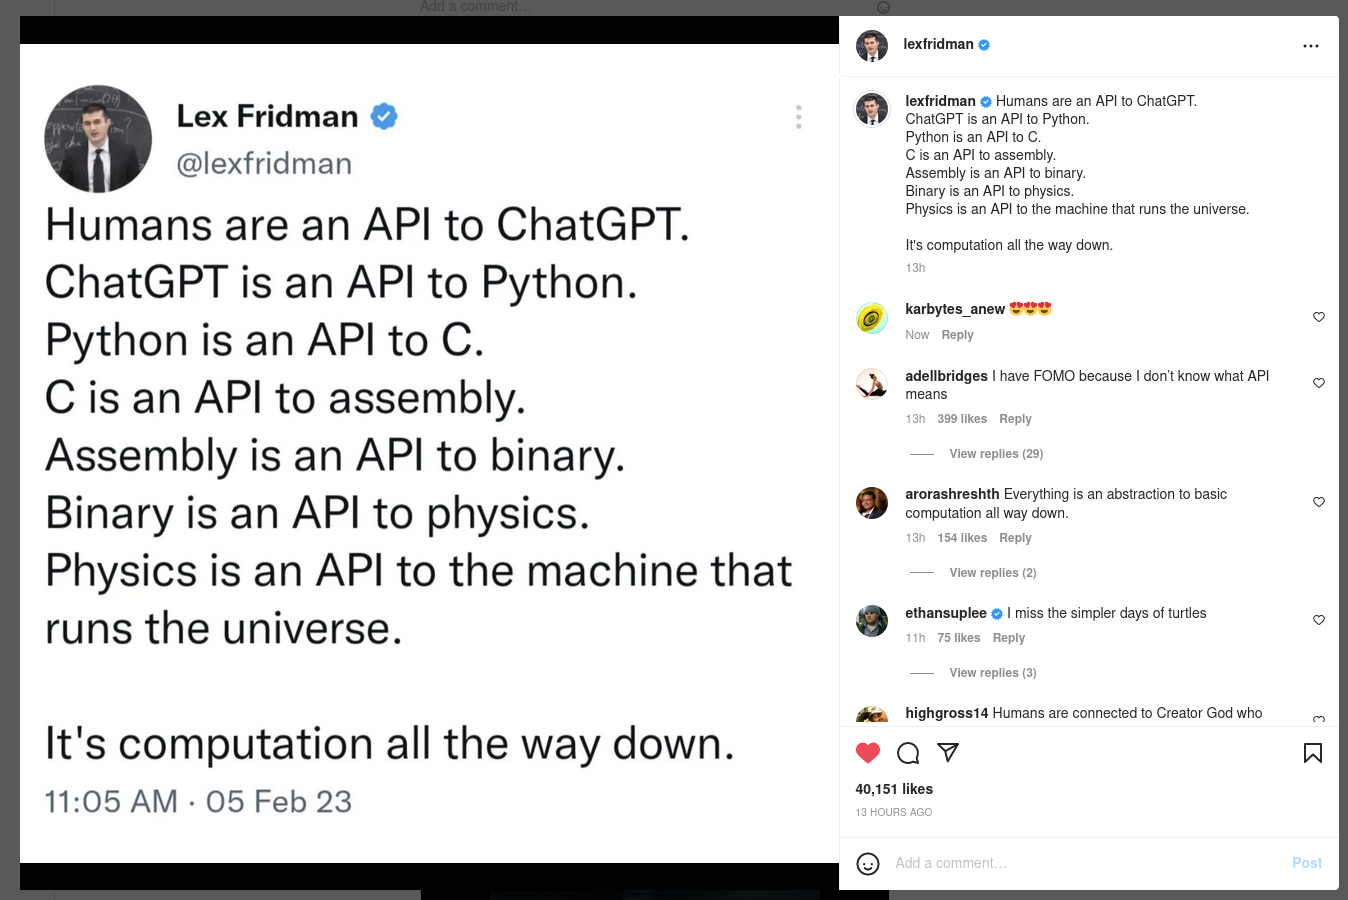 Add a comment...
Lex Fridman
@lexfridman
Humans are an API to ChatGPT.
ChatGPT is an API to Python.
Python is an API to C.
C is an API to assembly.
Assembly is an API to binary.
Binary is an API to physics.
Physics is an API to the machine that
runs the universe.
It's computation all the way down.
11:05 AM · 05 Feb 23
lexfridman
lexfridman Humans are an API to ChatGPT.
ChatGPT is an API to Python.
Python is an API to C.
C is an API to assembly.
Assembly is an API to binary.
Binary is an API to physics.
Physics is an API to the machine that runs the universe.
It's computation all the way down.
13h
karbytes_anew 😍😍😍
Now Reply
adellbridges I have FOMO because I don’t know what API
means
13h 399 likes Reply
View replies (29)
arorashreshth Everything is an abstraction to basic
computation all way down.
13h 154 likes Reply
View replies (2)
ethansuplee I miss the simpler days of turtles
11h 75 likes Reply
View replies (3)
highgross14 Humans are connected to Creator God who
40,151 likes
13 HOURS AGO
Add a comment...
Post